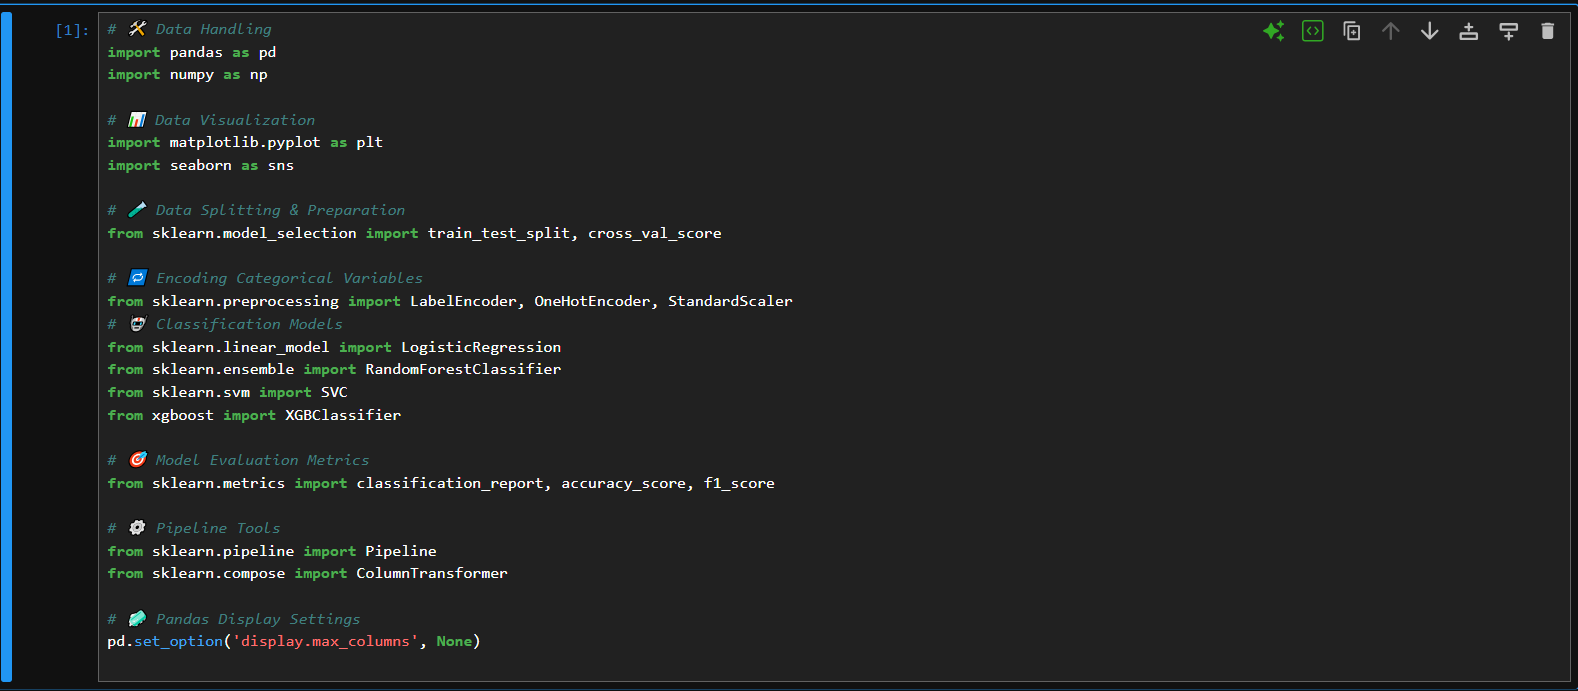 [1]:
# 🛠️ Data Handling
import pandas as pd
import numpy as np
# 📊 Data Visualization
import matplotlib.pyplot as plt
import seaborn as sns
# 🧪 Data Splitting & Preparation
from sklearn.model_selection import train_test_split, cross_val_score
# 🔁 Encoding Categorical Variables
from sklearn.preprocessing import LabelEncoder, OneHotEncoder, StandardScaler
# 🤖 Classification Models
from sklearn.linear_model import LogisticRegression
from sklearn.ensemble import RandomForestClassifier
from sklearn.svm import SVC
from xgboost import XGBClassifier
# 🎯 Model Evaluation Metrics
from sklearn.metrics import classification_report, accuracy_score, f1_score
# ⚙️ Pipeline Tools
from sklearn.pipeline import Pipeline
from sklearn.compose import ColumnTransformer
# 🧼 Pandas Display Settings
pd.set_option('display.max_columns', None)